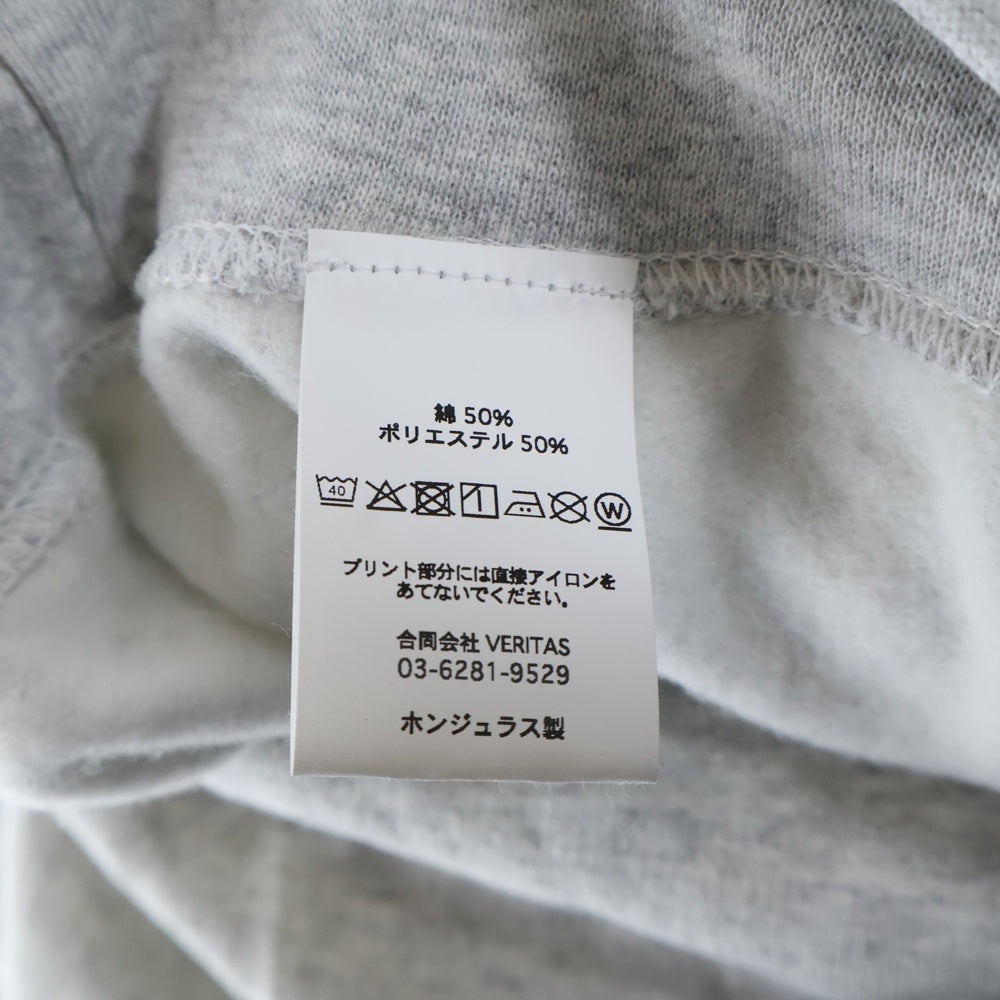 綿 50%
ポリエステル 50%
40 W
プリント部分には直接アイロンを
あてないでください。
合同会社 VERITAS
03-6281-9529
ホンジュラス製